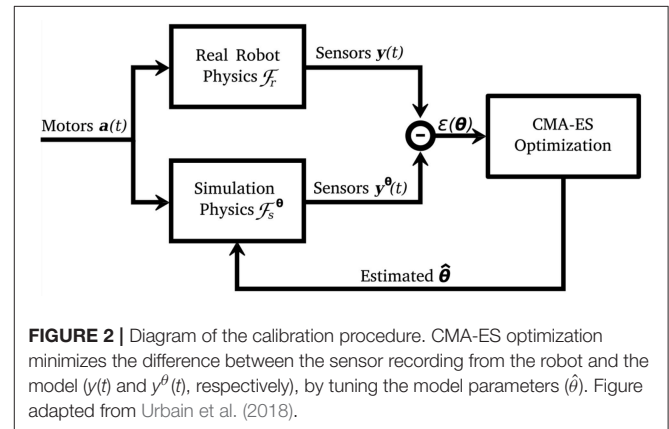 Real Robot
Physics ℱr
Sensors y(t)
Motors a(t)
ε(θ)
CMA-ES
Optimization
Simulation
Physics ℱsθ
Sensors yθ(t)
Estimated θ̂
FIGURE 2 | Diagram of the calibration procedure. CMA-ES optimization
minimizes the difference between the sensor recording from the robot and the
model (y(t) and yθ(t), respectively), by tuning the model parameters (θ̂). Figure
adapted from Urbain et al. (2018).